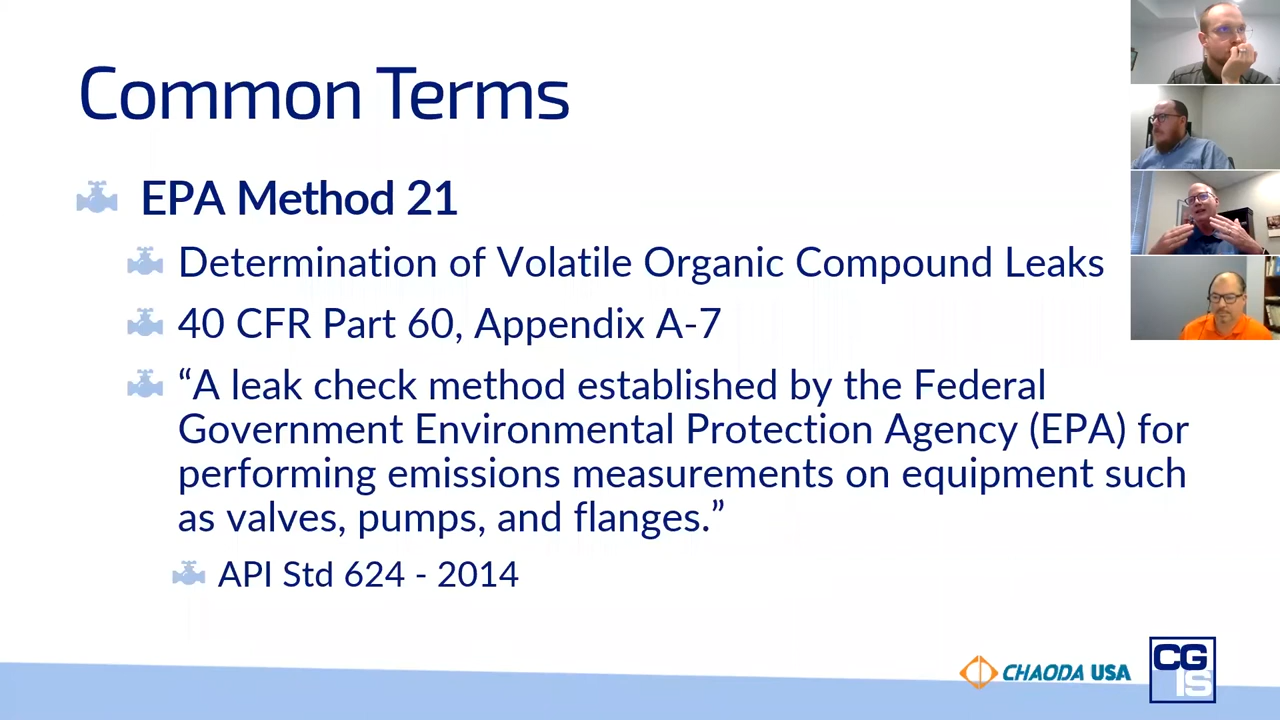 Common Terms
EPA Method 21
Determination of Volatile Organic Compound Leaks
40 CFR Part 60, Appendix A-7
“A leak check method established by the Federal
Government Environmental Protection Agency (EPA) for
performing emissions measurements on equipment such
as valves, pumps, and flanges.”
API Std 624 - 2014
CHAODA USA
CG
IS